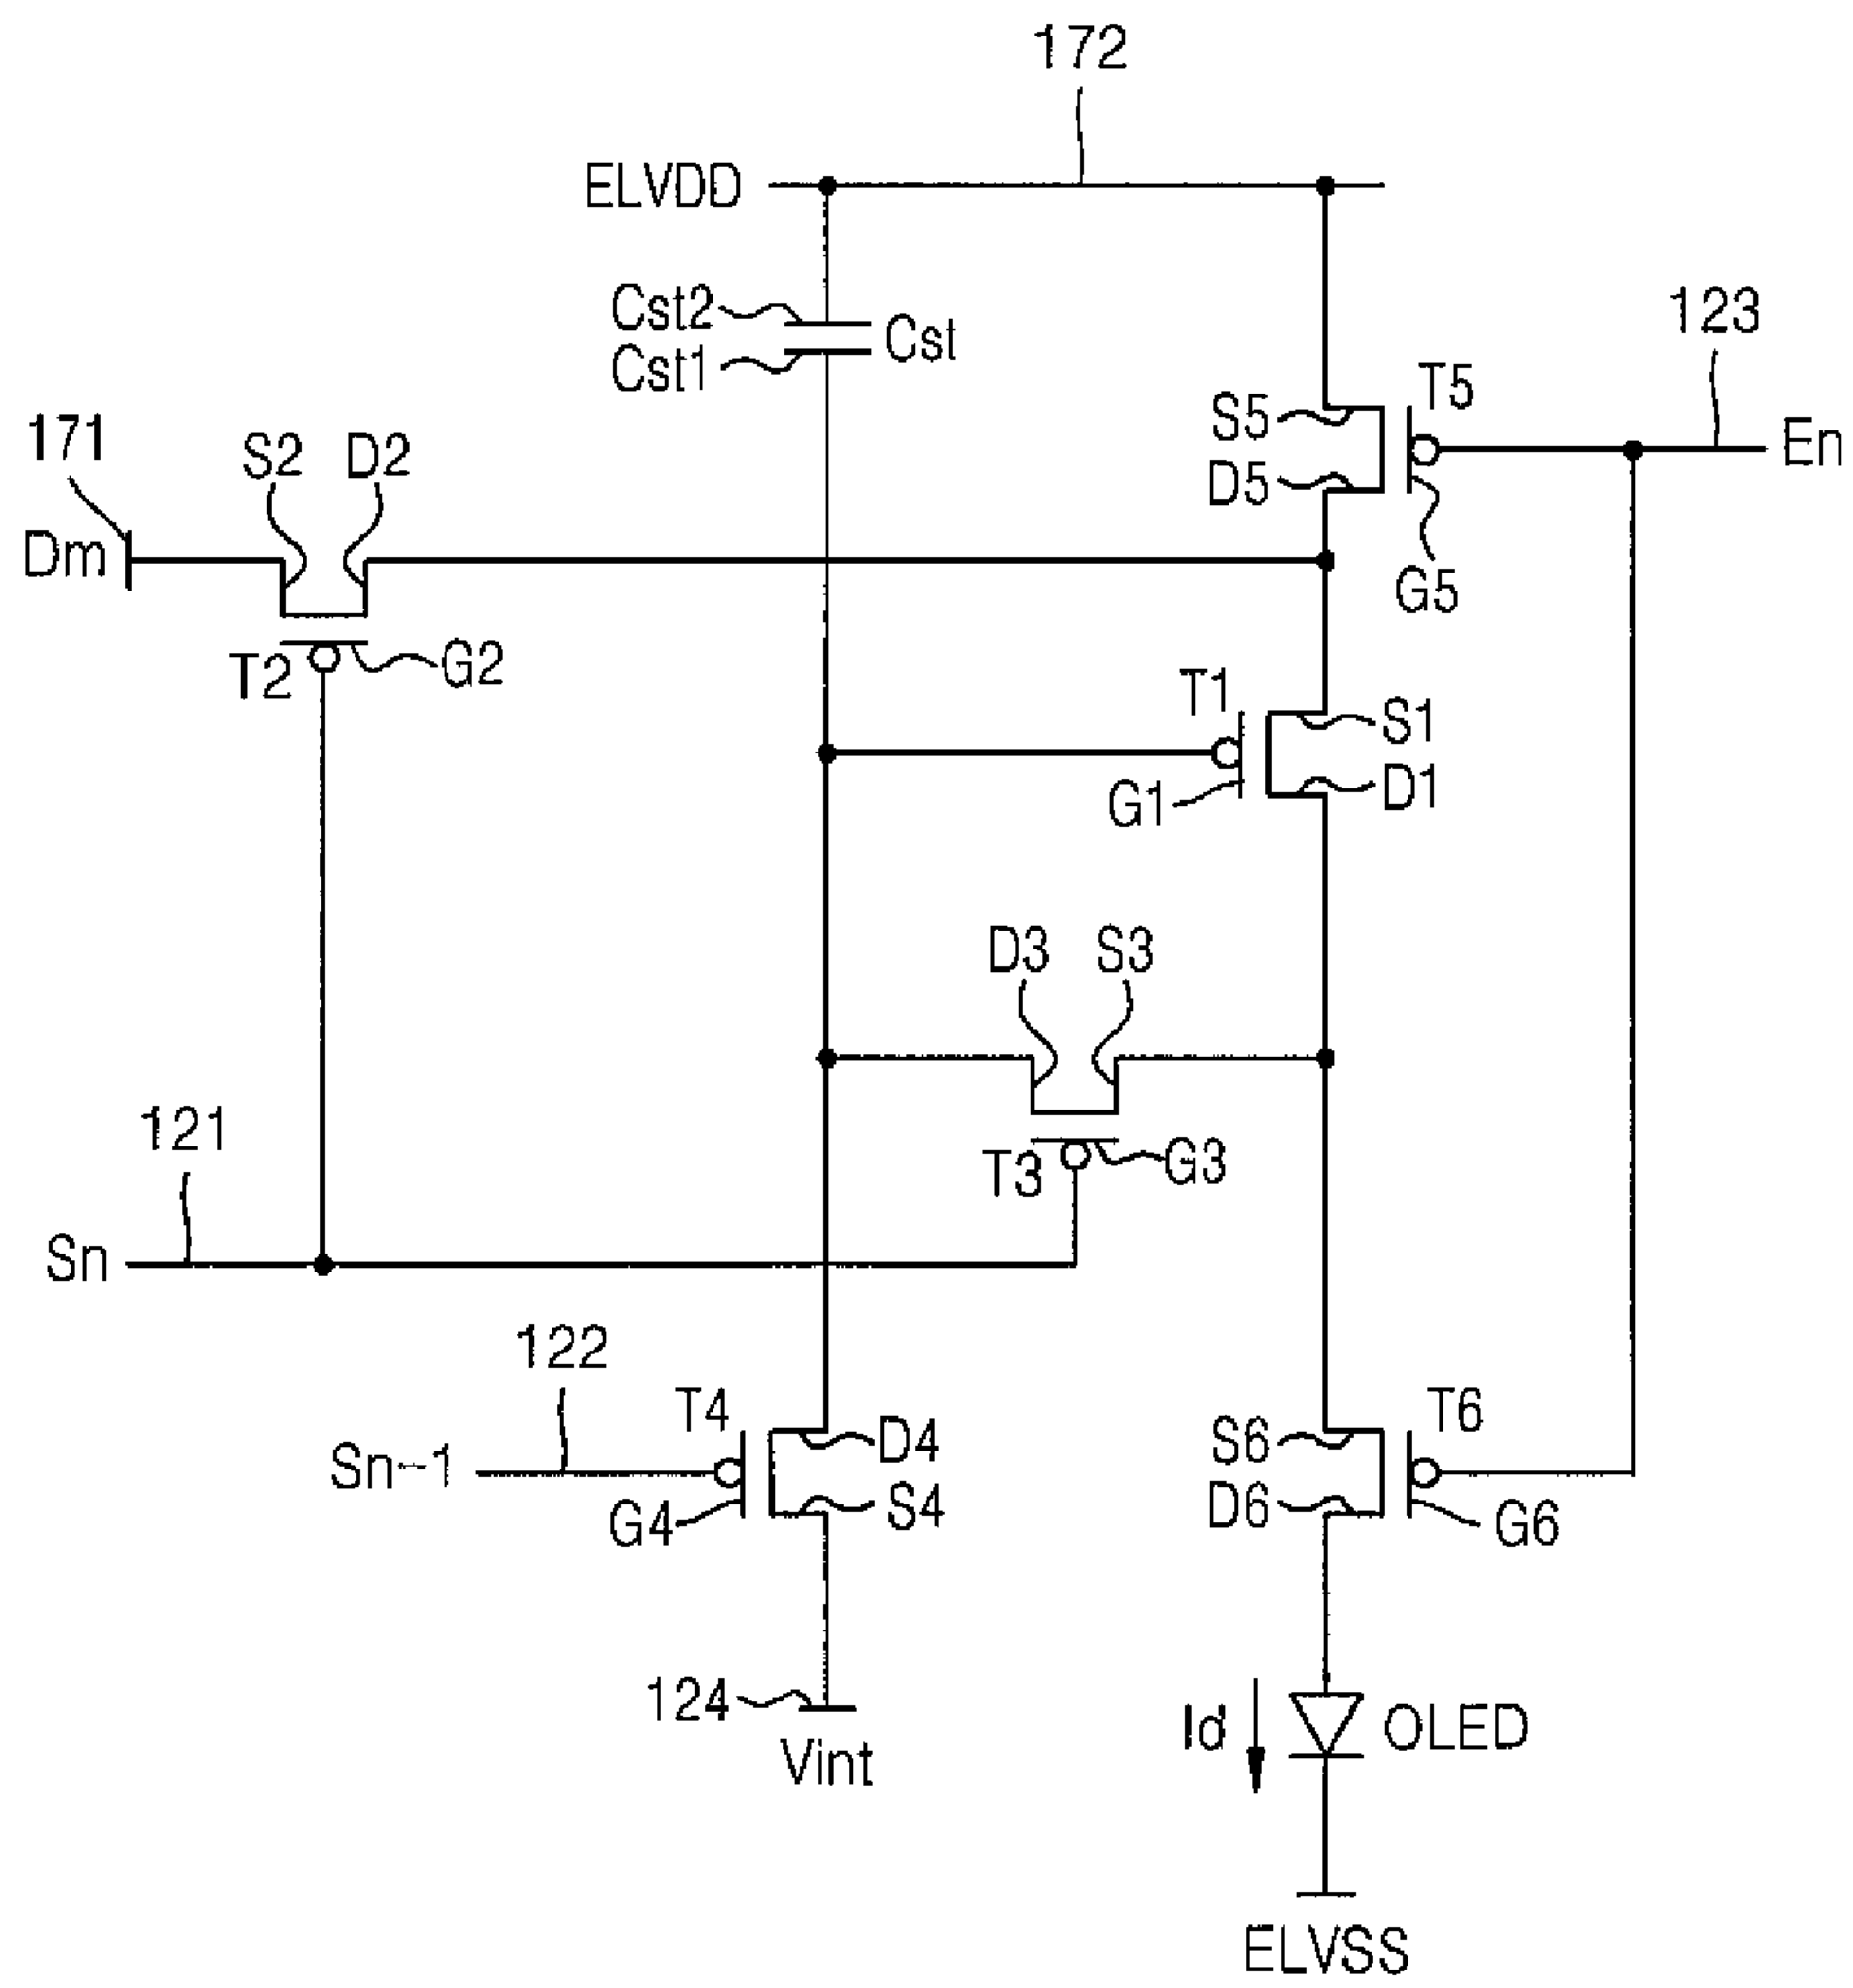 172
ELVDD
Cst2
Cst
Cst1
123
T5
S5
En
D5
G5
171
S2 D2
Dm
T2
G2
T1
S1
G1
D1
D3 S3
121
T3
G3
Sn
122
T4
D4
S6
T6
Sn-1
G4
S4
D6
G6
124
Vint
Id
OLED
ELVSS